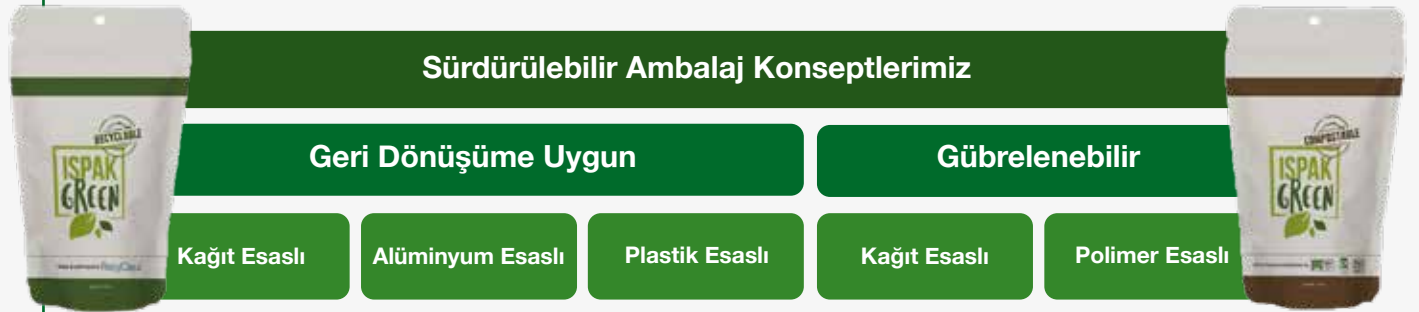 Sürdürülebilir Ambalaj Konseptlerimiz
Geri Dönüşüme Uygun
Gübrelenebilir
Kağıt Esaslı
Alüminyum Esaslı
Plastik Esaslı
Kağıt Esaslı
Polimer Esaslı
RECYCLABLE
ISPAK
GREEN
COMPOSTABLE
ISPAK
GREEN